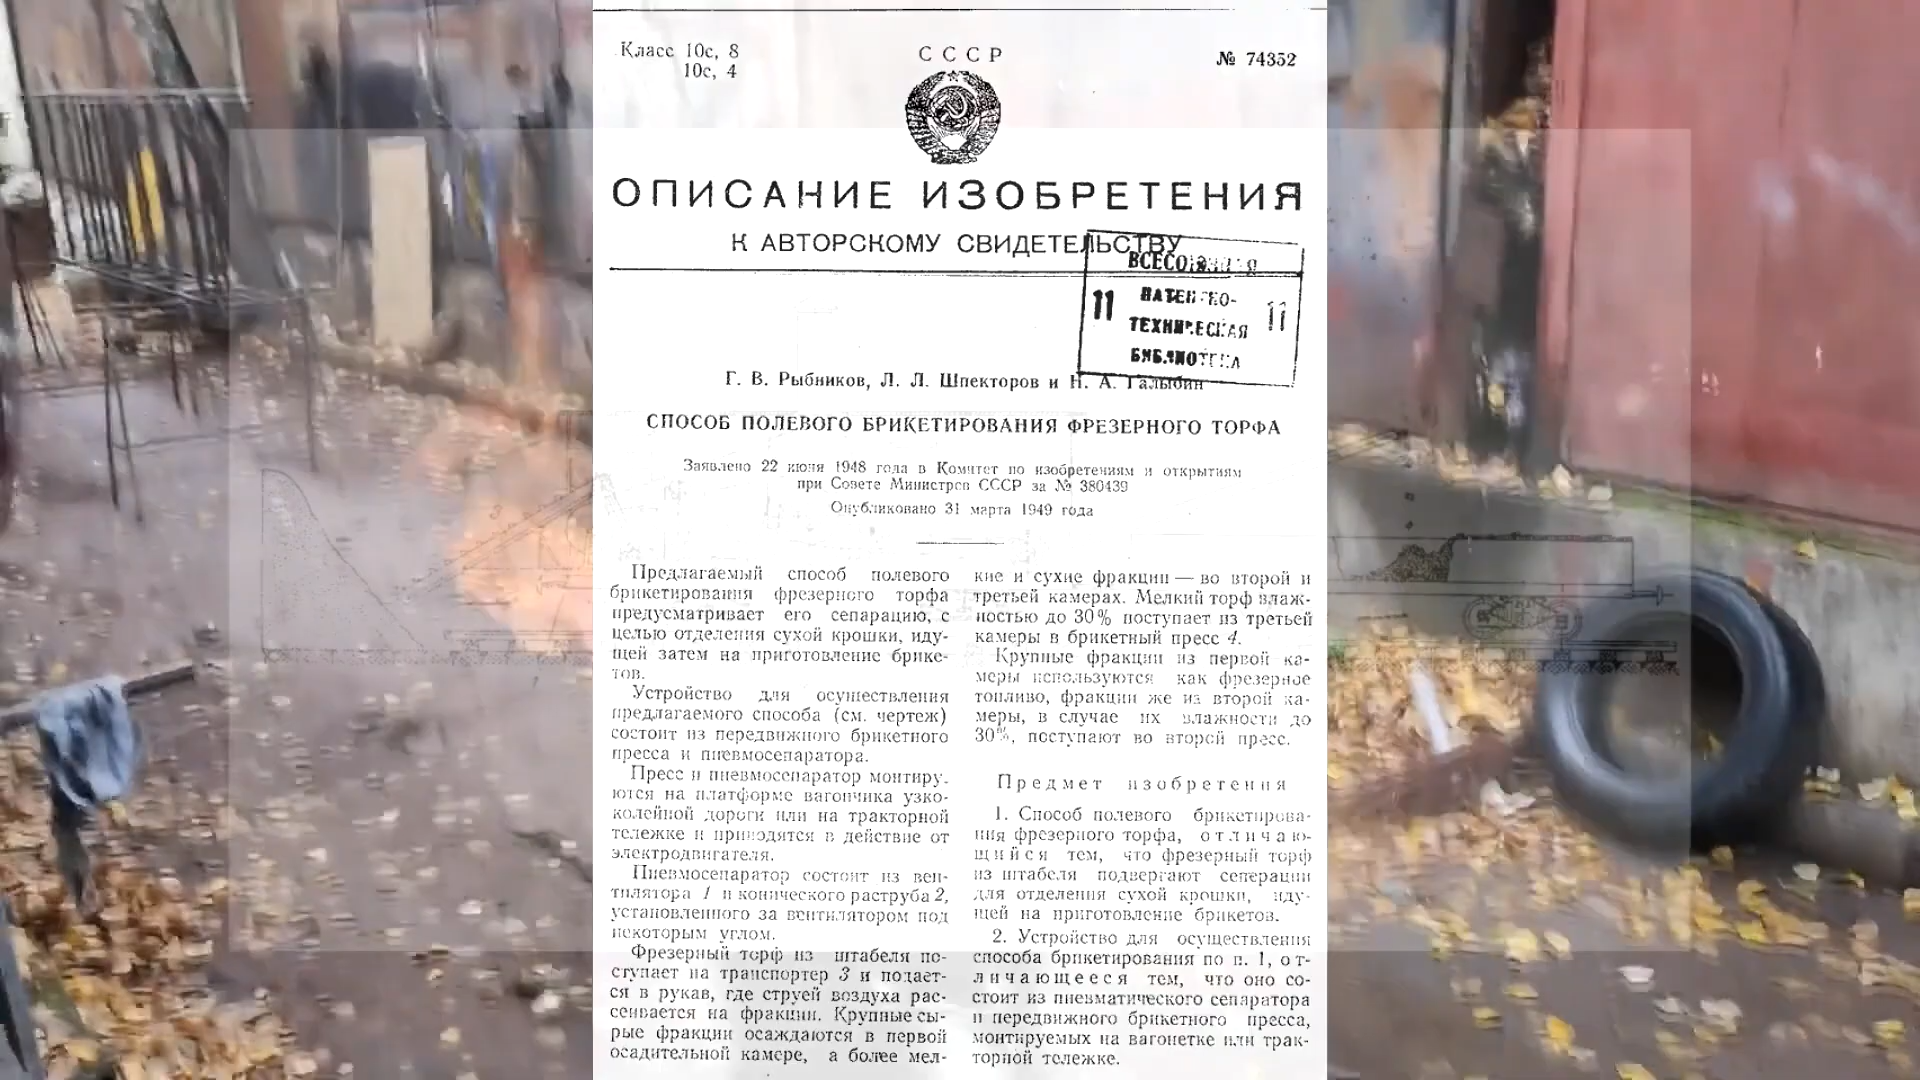 Класс 10c, 8
10c, 4
СССР
№ 74352
ОПИСАНИЕ ИЗОБРЕТЕНИЯ
К АВТОРСКОМУ СВИДЕТЕЛЬСТВУ
ВСЕСОЮЗНАЯ
11 ПАТЕНТНО- 11
ТЕХНИЧЕСКАЯ
БИБЛИОТЕКА
Г. В. Рыбников, Л. Л. Шпекторов и Н. А. Галыбин
СПОСОБ ПОЛЕВОГО БРИКЕТИРОВАНИЯ ФРЕЗЕРНОГО ТОРФА
Заявлено 22 июня 1948 года в Комитет по изобретениям и открытиям
при Совете Министров СССР за № 380439
Опубликовано 31 марта 1949 года
Предлагаемый способ полевого
брикетирования фрезерного торфа
предусматривает его сепарацию, с
целью отделения сухой крошки, иду-
щей затем на приготовление брике-
тов.
Устройство для осуществления
предлагаемого способа (см. чертеж)
состоит из передвижного брикетного
пресса и пневмосепаратора.
Пресс и пневмосепаратор монтиру-
ются на платформе вагончика узко-
колейной дороги или на тракторной
тележке и приводятся в действие от
электродвигателя.
Пневмосепаратор состоит из вен-
тилятора 1 и конического раструба 2,
установленного за вентилятором под
некоторым углом.
Фрезерный торф из штабеля по-
ступает на транспортер 3 и подает-
ся в рукав, где струей воздуха рас-
сеивается на фракции. Крупные сы-
рые фракции осаждаются в первой
осадительной камере, а более мел-
кие и сухие фракции — во второй и
третьей камерах. Мелкий торф влаж-
ностью до 30% поступает из третьей
камеры в брикетный пресс 4.
Крупные фракции из первой ка-
меры используются как фрезерное
топливо, фракции же из второй ка-
меры, в случае их влажности до
30%, поступают во второй пресс.
Предмет изобретения
1. Способ полевого брикетирова-
ния фрезерного торфа, отличаю-
щийся тем, что фрезерный торф
из штабеля подвергают сеперации
для отделения сухой крошки, иду-
щей на приготовление брикетов.
2. Устройство для осуществления
способа брикетирования по п. 1, от-
личающееся тем, что оно со-
стоит из пневматического сепаратора
и передвижного брикетного пресса,
монтируемых на вагонетке или трак-
торной тележке.